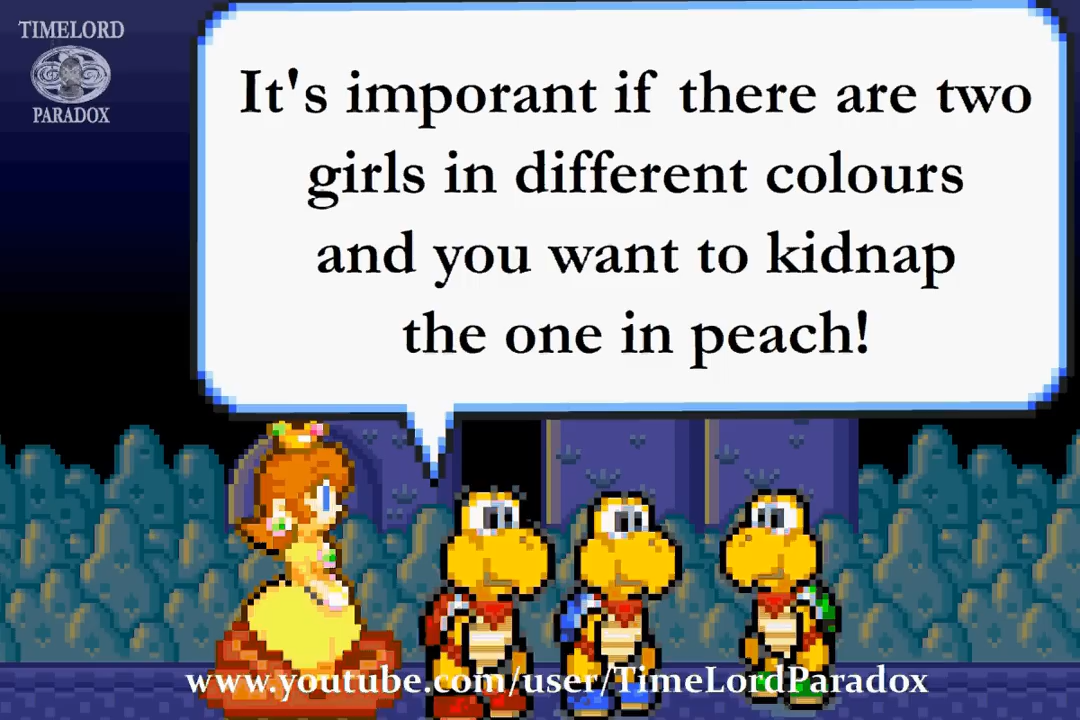 TIMELORD
PARADOX
It's imporant if there are two
girls in different colours
and you want to kidnap
the one in peach!
www.youtube.com/user/TimeLordParadox